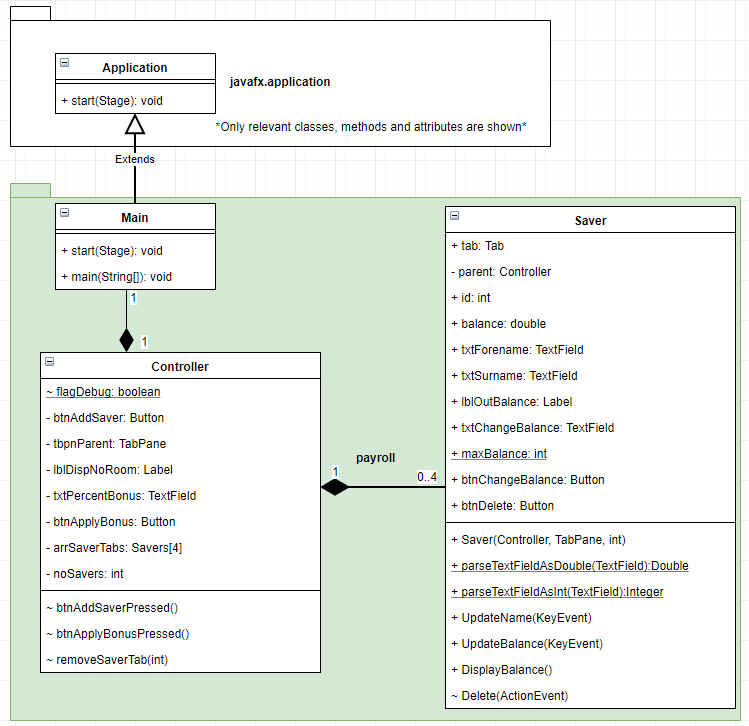 Application
+ start(Stage): void
javafx.application
*Only relevant classes, methods and attributes are shown*
Extends
Main
+ start(Stage): void
+ main(String[]): void
1
1
Controller
~ flagDebug: boolean
- btnAddSaver: Button
- tbpnParent: TabPane
- lblDispNoRoom: Label
- txtPercentBonus: TextField
- btnApplyBonus: Button
- arrSaverTabs: Savers[4]
- noSavers: int
~ btnAddSaverPressed()
~ btnApplyBonusPressed()
~ removeSaverTab(int)
payroll
1
0..4
Saver
+ tab: Tab
- parent: Controller
+ id: int
+ balance: double
+ txtForename: TextField
+ txtSurname: TextField
+ lblOutBalance: Label
+ txtChangeBalance: TextField
+ maxBalance: int
+ btnChangeBalance: Button
+ btnDelete: Button
+ Saver(Controller, TabPane, int)
+ parseTextFieldAsDouble(TextField):Double
+ parseTextFieldAsInt(TextField):Integer
+ UpdateName(KeyEvent)
+ UpdateBalance(KeyEvent)
+ DisplayBalance()
~ Delete(ActionEvent)